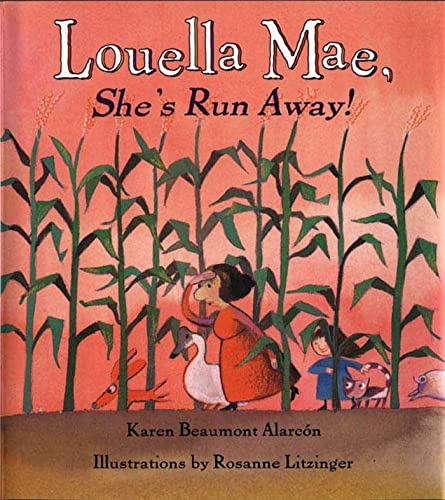 Louella Mae,
She's Run Away!
Karen Beaumont Alarcón
Illustrations by Rosanne Litzinger